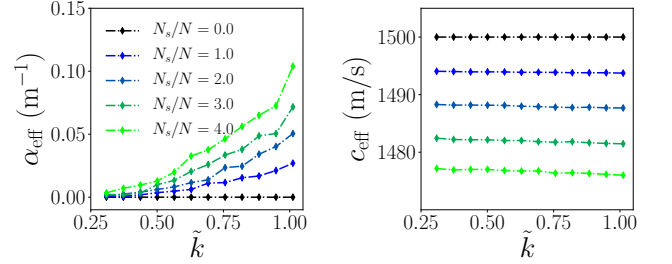 0.15
0.10
0.05
0.00
α_eff (m⁻¹)
N_s/N = 0.0
N_s/N = 1.0
N_s/N = 2.0
N_s/N = 3.0
N_s/N = 4.0
0.25 0.50 0.75 1.00
k̃
1500
1490
1480
c_eff (m/s)
0.25 0.50 0.75 1.00
k̃